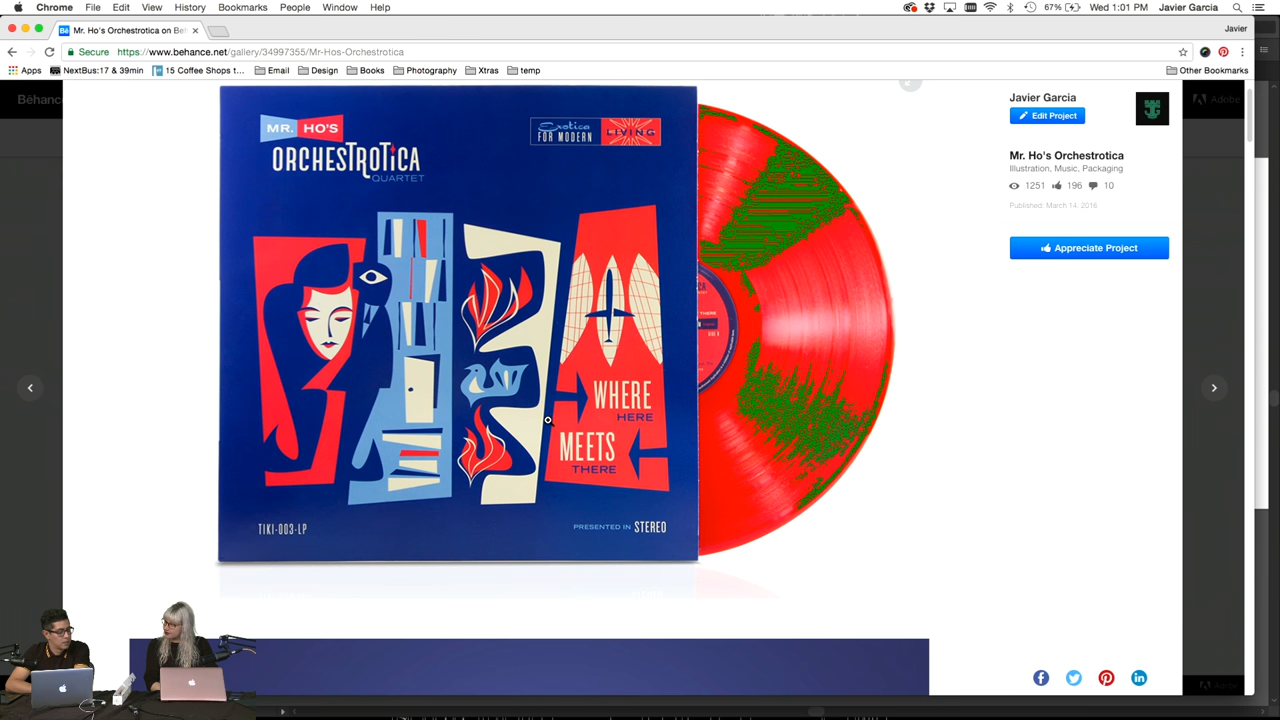 Chrome File Edit View History Bookmarks People Window Help
67% Wed 1:01 PM Javier Garcia
Mr. Ho's Orchestrotica on Be
Javier
Secure https://www.behance.net/gallery/34997355/Mr-Hos-Orchestrotica
Apps NextBus:17 & 39min 15 Coffee Shops t... Email Design Books Photography Xtras temp Other Bookmarks
Bēhanc
Adobe
Javier Garcia
Edit Project
Mr. Ho's Orchestrotica
Illustration, Music, Packaging
1251 196 10
Published: March 14, 2016
Appreciate Project
MR. HO'S
ORCHESTROTICA
QUARTET
Exotica
FOR MODERN
LIVING
WHERE
HERE
MEETS
THERE
TIKI-003-LP
PRESENTED IN STEREO